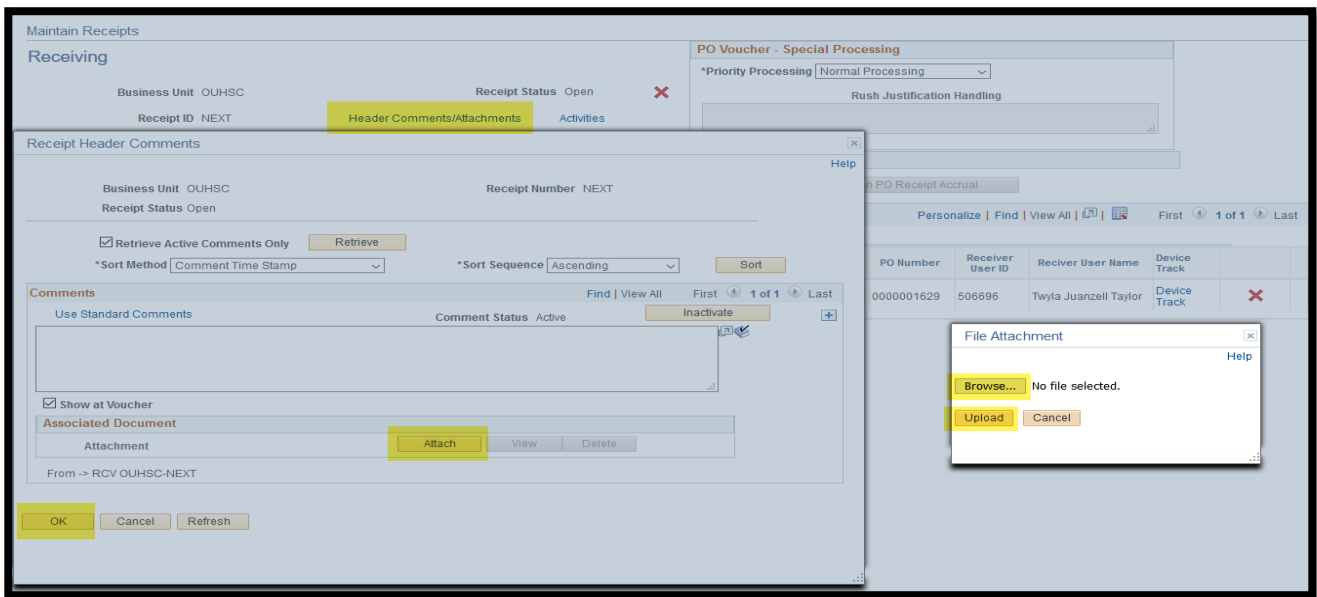 Maintain Receipts
Receiving
Business Unit OUHSC
Receipt Status Open
Receipt ID NEXT
Header Comments/Attachments
Activities
PO Voucher - Special Processing
*Priority Processing Normal Processing
Rush Justification Handling
n PO Receipt Accrual
Personalize | Find | View All | First 1 of 1 Last
PO Number Receiver User ID Reciver User Name Device Track
0000001629 506696 Twyla Juanzell Taylor Device Track
Receipt Header Comments
Help
Business Unit OUHSC
Receipt Number NEXT
Receipt Status Open
Retrieve Active Comments Only Retrieve
*Sort Method Comment Time Stamp *Sort Sequence Ascending Sort
Comments Find | View All First 1 of 1 Last
Use Standard Comments Comment Status Active Inactivate
Show at Voucher
Associated Document
Attachment Attach View Delete
From -> RCV OUHSC-NEXT
OK Cancel Refresh
File Attachment
Help
Browse... No file selected.
Upload Cancel